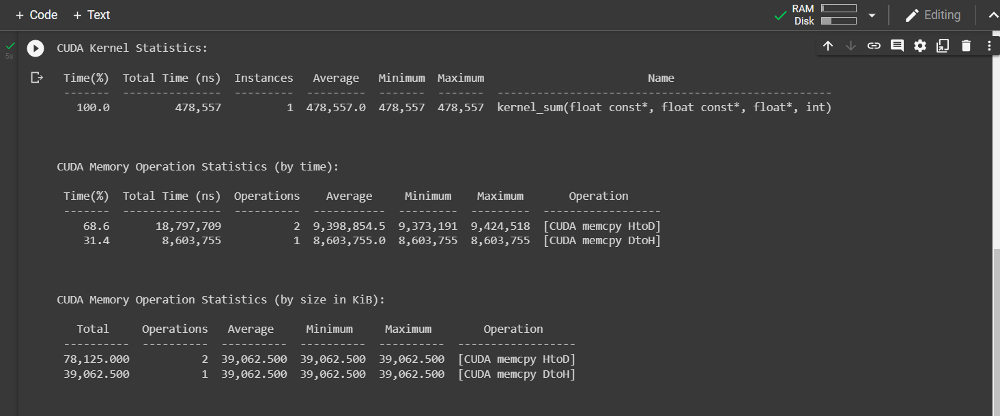 + Code + Text
RAM
Disk
Editing
5s
CUDA Kernel Statistics:
Time(%) Total Time (ns) Instances Average Minimum Maximum Name
------- --------------- --------- --------- ------- ------- ---------------------------------------------------
100.0 478,557 1 478,557.0 478,557 478,557 kernel_sum(float const*, float const*, float*, int)
CUDA Memory Operation Statistics (by time):
Time(%) Total Time (ns) Operations Average Minimum Maximum Operation
------- --------------- ---------- ----------- --------- --------- ------------------
68.6 18,797,709 2 9,398,854.5 9,373,191 9,424,518 [CUDA memcpy HtoD]
31.4 8,603,755 1 8,603,755.0 8,603,755 8,603,755 [CUDA memcpy DtoH]
CUDA Memory Operation Statistics (by size in KiB):
Total Operations Average Minimum Maximum Operation
---------- ---------- ---------- ---------- ---------- ------------------
78,125.000 2 39,062.500 39,062.500 39,062.500 [CUDA memcpy HtoD]
39,062.500 1 39,062.500 39,062.500 39,062.500 [CUDA memcpy DtoH]